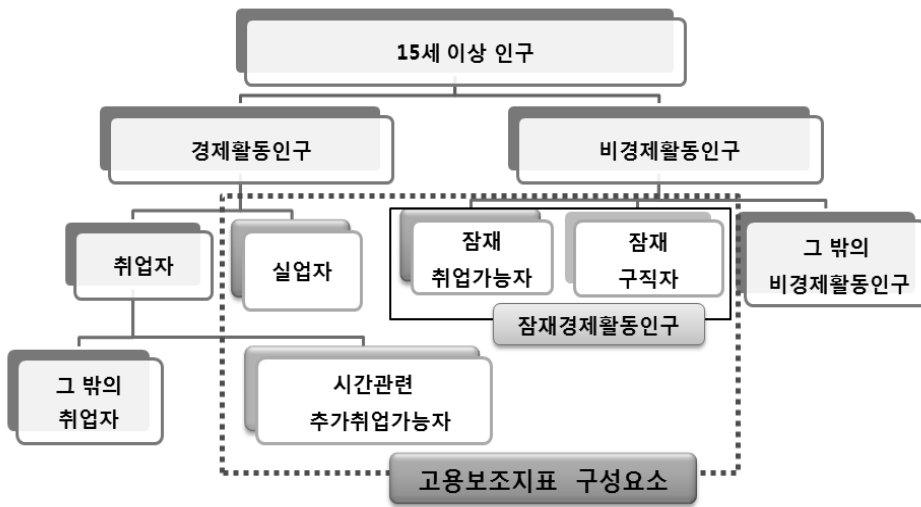 15세 이상 인구
경제활동인구
비경제활동인구
취업자
실업자
잠재
취업가능자
잠재
구직자
그 밖의
비경제활동인구
잠재경제활동인구
그 밖의
취업자
시간관련
추가취업가능자
고용보조지표 구성요소